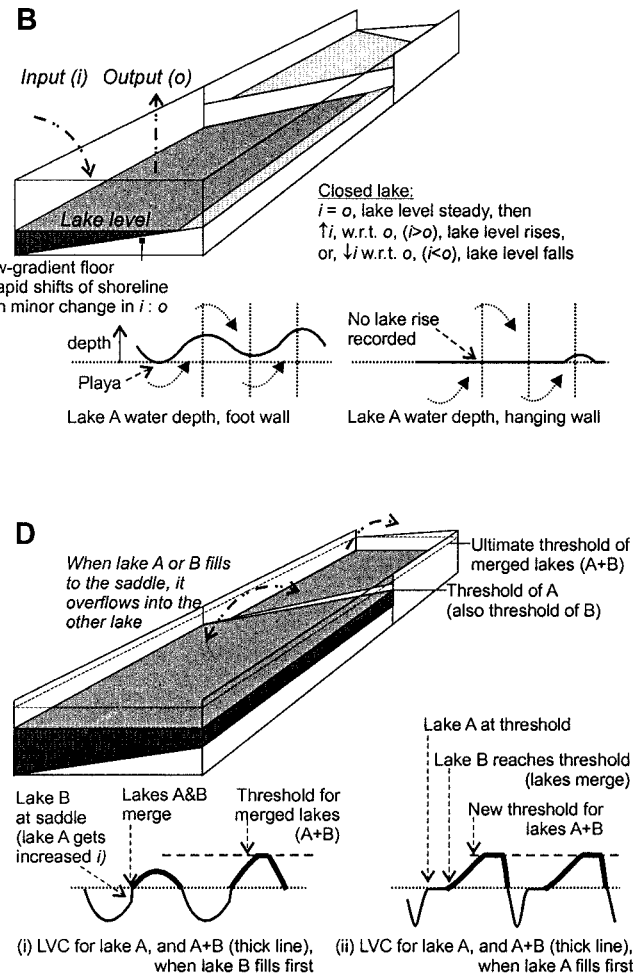 B
Input (i) Output (o)
Lake level
w-gradient floor
apid shifts of shoreline
n minor change in i : o
Closed lake:
i = o, lake level steady, then
↑i, w.r.t. o, (i>o), lake level rises,
or, ↓i w.r.t. o, (i<o), lake level falls
depth
Playa
Lake A water depth, foot wall
No lake rise
recorded
Lake A water depth, hanging wall
D
When lake A or B fills
to the saddle, it
overflows into the
other lake
Ultimate threshold of
merged lakes (A+B)
Threshold of A
(also threshold of B)
Lake B
at saddle
(lake A gets
increased i)
Lakes A&B
merge
Threshold for
merged lakes
(A+B)
(i) LVC for lake A, and A+B (thick line),
when lake B fills first
Lake A at threshold
Lake B reaches threshold
(lakes merge)
New threshold for
lakes A+B
(ii) LVC for lake A, and A+B (thick line),
when lake A fills first